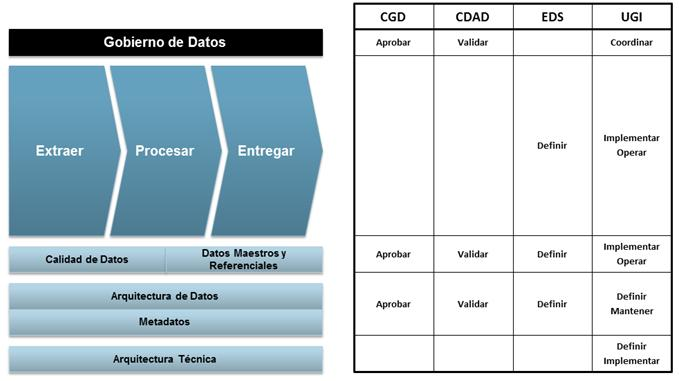 CGD CDAD EDS UGI
Gobierno de Datos
Aprobar Validar Coordinar
Extraer Procesar Entregar
Definir Implementar
Operar
Calidad de Datos
Datos Maestros y
Referenciales
Aprobar Validar Definir Implementar
Operar
Arquitectura de Datos
Metadatos
Aprobar Validar Definir Definir
Mantener
Arquitectura Técnica
Definir
Implementar